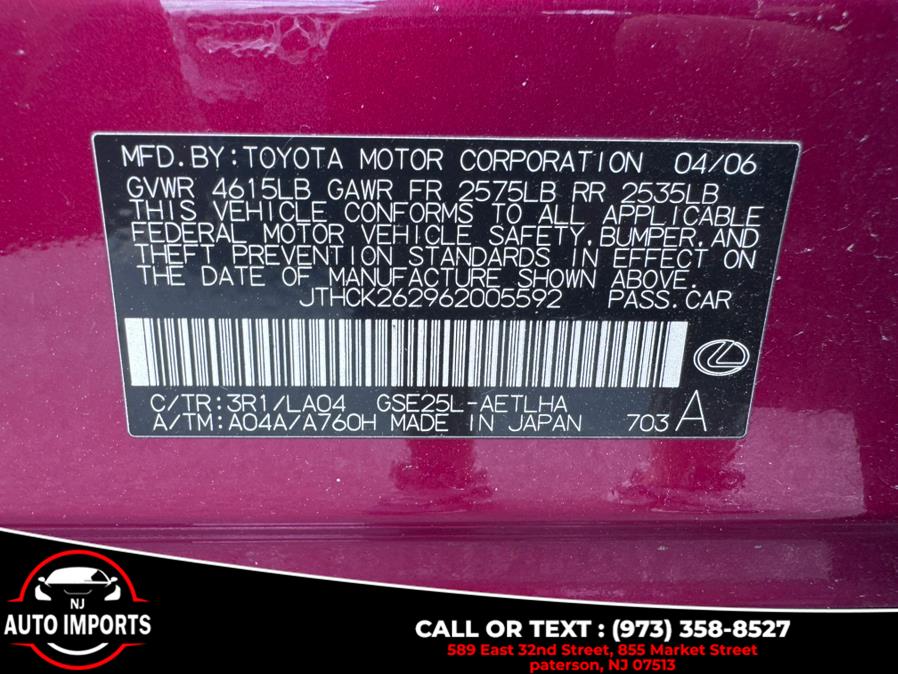 MFD.BY:TOYOTA MOTOR CORPORATION 04/06
GVWR 4615LB GAWR FR 2575LB RR 2535LB
THIS VEHICLE CONFORMS TO ALL APPLICABLE
FEDERAL MOTOR VEHICLE SAFETY,BUMPER,AND
THEFT PREVENTION STANDARDS IN EFFECT ON
THE DATE OF MANUFACTURE SHOWN ABOVE.
JTHCK262962005592 PASS.CAR
C/TR:3R1/LA04 GSE25L-AETLHA
A/TM:A04A/A760H MADE IN JAPAN 703 A
NJ
AUTO IMPORTS
CALL OR TEXT : (973) 358-8527
589 East 32nd Street, 855 Market Street
paterson, NJ 07513